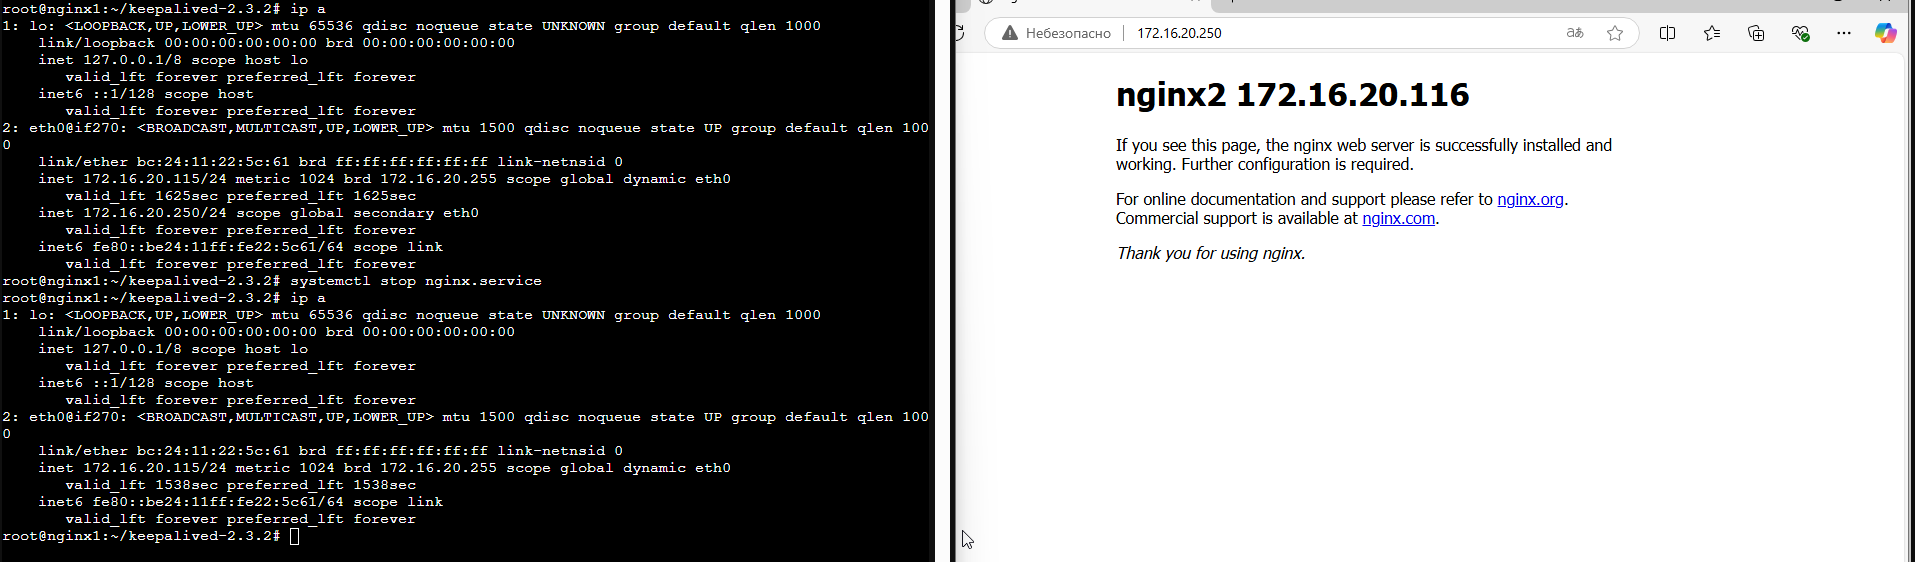 root@nginx1:~/keepalived-2.3.2# ip a
1: lo: <LOOPBACK,UP,LOWER_UP> mtu 65536 qdisc noqueue state UNKNOWN group default qlen 1000
    link/loopback 00:00:00:00:00:00 brd 00:00:00:00:00:00
    inet 127.0.0.1/8 scope host lo
       valid_lft forever preferred_lft forever
    inet6 ::1/128 scope host
       valid_lft forever preferred_lft forever
2: eth0@if270: <BROADCAST,MULTICAST,UP,LOWER_UP> mtu 1500 qdisc noqueue state UP group default qlen 100
0
    link/ether bc:24:11:22:5c:61 brd ff:ff:ff:ff:ff:ff link-netnsid 0
    inet 172.16.20.115/24 metric 1024 brd 172.16.20.255 scope global dynamic eth0
       valid_lft 1625sec preferred_lft 1625sec
    inet 172.16.20.250/24 scope global secondary eth0
       valid_lft forever preferred_lft forever
    inet6 fe80::be24:11ff:fe22:5c61/64 scope link
       valid_lft forever preferred_lft forever
root@nginx1:~/keepalived-2.3.2# systemctl stop nginx.service
root@nginx1:~/keepalived-2.3.2# ip a
1: lo: <LOOPBACK,UP,LOWER_UP> mtu 65536 qdisc noqueue state UNKNOWN group default qlen 1000
    link/loopback 00:00:00:00:00:00 brd 00:00:00:00:00:00
    inet 127.0.0.1/8 scope host lo
       valid_lft forever preferred_lft forever
    inet6 ::1/128 scope host
       valid_lft forever preferred_lft forever
2: eth0@if270: <BROADCAST,MULTICAST,UP,LOWER_UP> mtu 1500 qdisc noqueue state UP group default qlen 100
0
    link/ether bc:24:11:22:5c:61 brd ff:ff:ff:ff:ff:ff link-netnsid 0
    inet 172.16.20.115/24 metric 1024 brd 172.16.20.255 scope global dynamic eth0
       valid_lft 1538sec preferred_lft 1538sec
    inet6 fe80::be24:11ff:fe22:5c61/64 scope link
       valid_lft forever preferred_lft forever
root@nginx1:~/keepalived-2.3.2#
Небезопасно 172.16.20.250 aあ
nginx2 172.16.20.116
If you see this page, the nginx web server is successfully installed and
working. Further configuration is required.
For online documentation and support please refer to nginx.org.
Commercial support is available at nginx.com.
Thank you for using nginx.